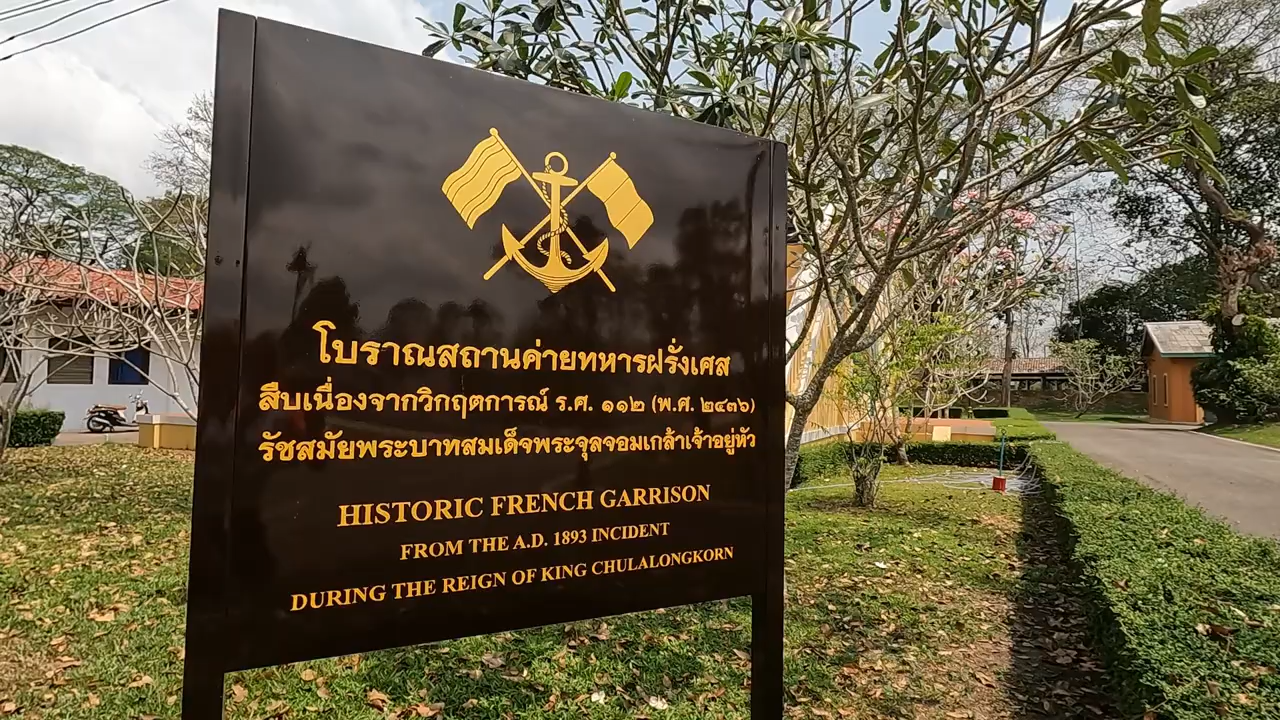 โบราณสถานค่ายทหารฝรั่งเศส
สืบเนื่องจากวิกฤตการณ์ ร.ศ. ๑๑๒ (พ.ศ. ๒๔๓๖)
รัชสมัยพระบาทสมเด็จพระจุลจอมเกล้าเจ้าอยู่หัว
HISTORIC FRENCH GARRISON
FROM THE A.D. 1893 INCIDENT
DURING THE REIGN OF KING CHULALONGKORN